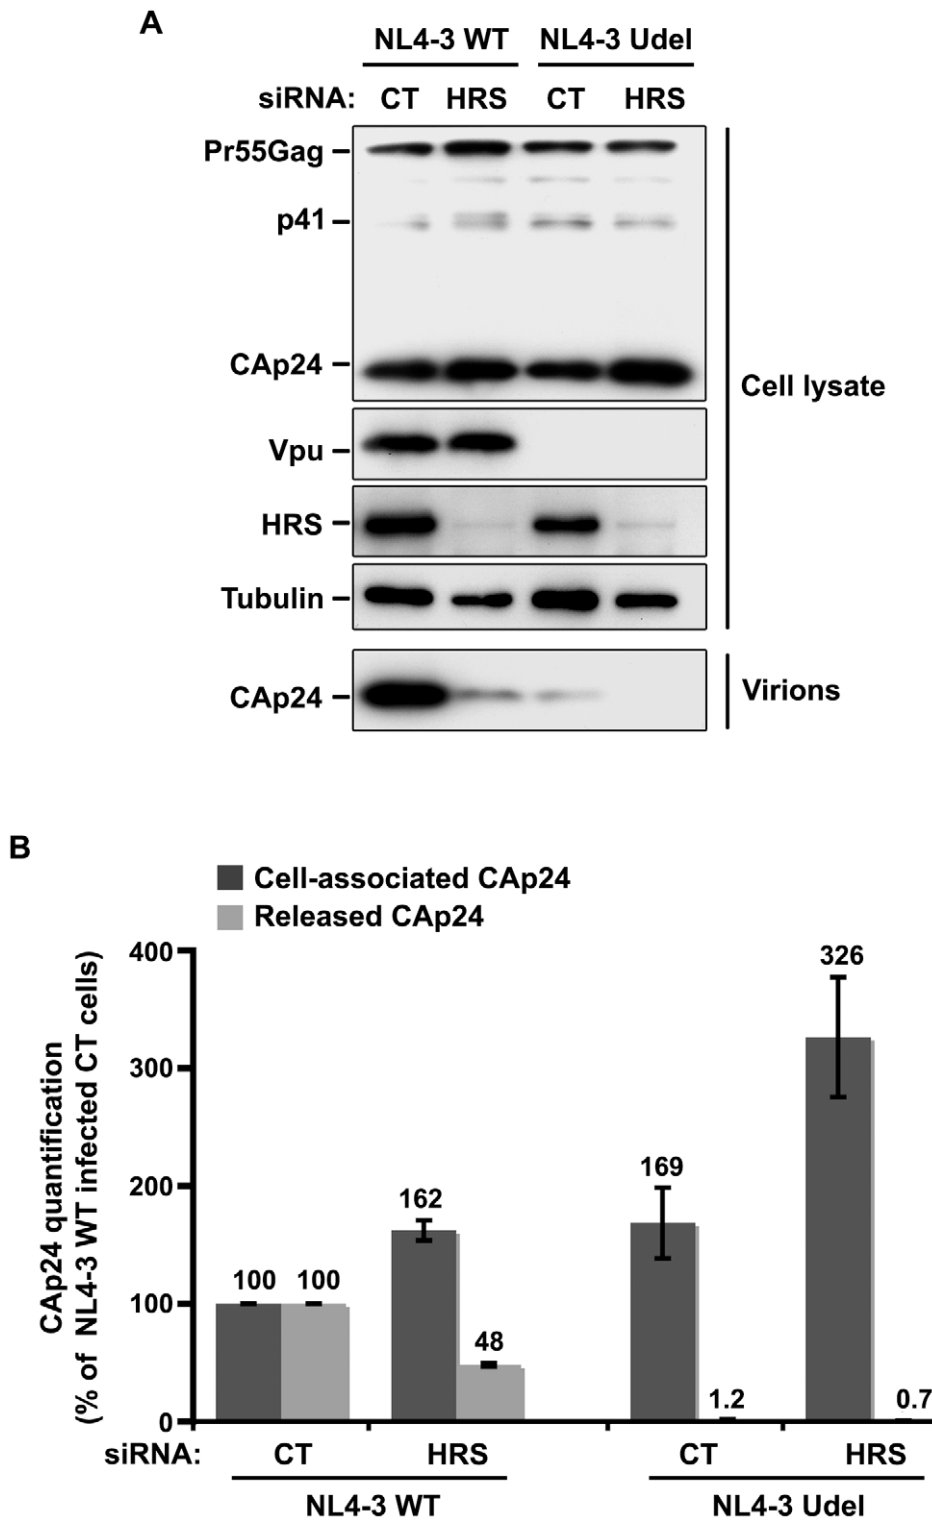 A
NL4-3 WT NL4-3 Udel
siRNA: CT HRS CT HRS
Pr55Gag
p41
CAp24
Vpu
HRS
Tubulin
Cell lysate
CAp24
Virions
B
Cell-associated CAp24
Released CAp24
CAp24 quantification
(% of NL4-3 WT infected CT cells)
400
300
200
100
0
100 100 162 48 169 1.2 326 0.7
siRNA: CT HRS CT HRS
NL4-3 WT NL4-3 Udel